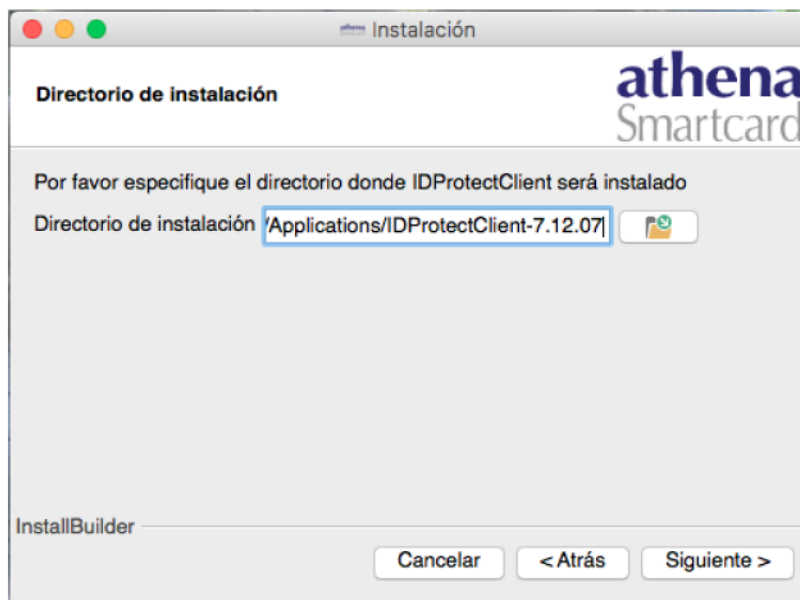 Instalación
athena
Smartcard
Directorio de instalación
Por favor especifique el directorio donde IDProtectClient será instalado
Directorio de instalación /Applications/IDProtectClient-7.12.07
InstallBuilder
Cancelar < Atrás Siguiente >